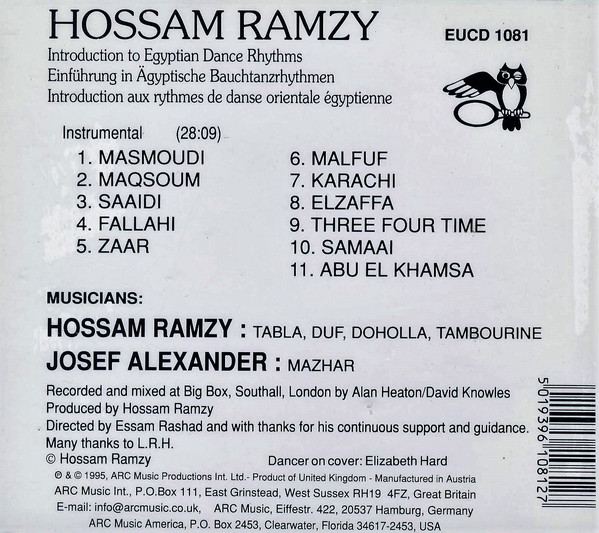 HOSSAM RAMZY
EUCD 1081
Introduction to Egyptian Dance Rhythms
Einführung in Ägyptische Bauchtanzrhythmen
Introduction aux rythmes de danse orientale égyptienne
Instrumental (28:09)
1. MASMOUDI
2. MAQSOUM
3. SAAIDI
4. FALLAHI
5. ZAAR
6. MALFUF
7. KARACHI
8. ELZAFFA
9. THREE FOUR TIME
10. SAMAAI
11. ABU EL KHAMSA
MUSICIANS:
HOSSAM RAMZY : TABLA, DUF, DOHOLLA, TAMBOURINE
JOSEF ALEXANDER : MAZHAR
Recorded and mixed at Big Box, Southall, London by Alan Heaton/David Knowles
Produced by Hossam Ramzy
Directed by Essam Rashad and with thanks for his continuous support and guidance.
Many thanks to L.R.H.
© Hossam Ramzy Dancer on cover: Elizabeth Hard
℗ & © 1995, ARC Music Productions Int. Ltd.- Product of United Kingdom - Manufactured in Austria
ARC Music Int., P.O.Box 111, East Grinstead, West Sussex RH19 4FZ, Great Britain
E-mail: info@arcmusic.co.uk, ARC Music, Eiffestr. 422, 20537 Hamburg, Germany
ARC Music America, P.O. Box 2453, Clearwater, Florida 34617-2453, USA
5 019396 108127